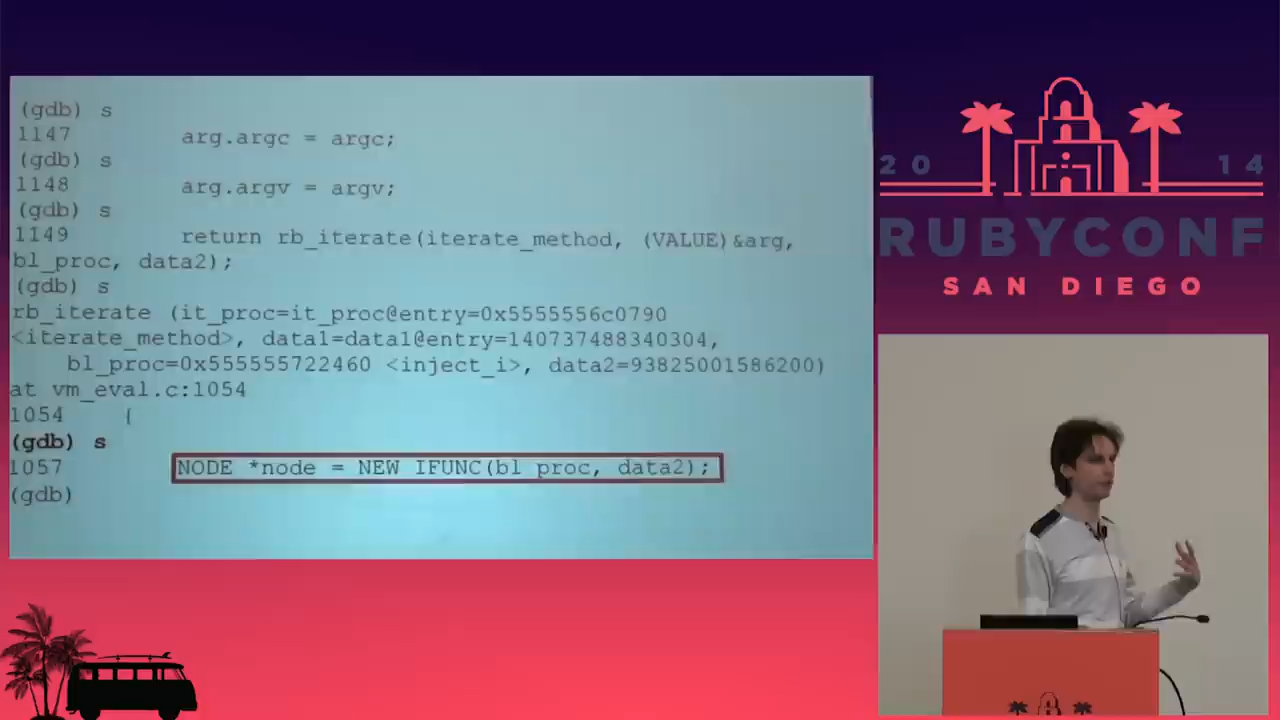 (gdb) s
1147 arg.argc = argc;
(gdb) s
1148 arg.argv = argv;
(gdb) s
1149 return rb_iterate(iterate_method, (VALUE)&arg,
bl_proc, data2);
(gdb) s
rb_iterate (it_proc=it_proc@entry=0x5555556c0790
<iterate_method>, data1=data1@entry=140737488340304,
bl_proc=0x555555722460 <inject_i>, data2=93825001586200)
at vm_eval.c:1054
1054 {
(gdb) s
1057 NODE *node = NEW_IFUNC(bl_proc, data2);
(gdb)
20 14
RUBYCONF
SAN DIEGO